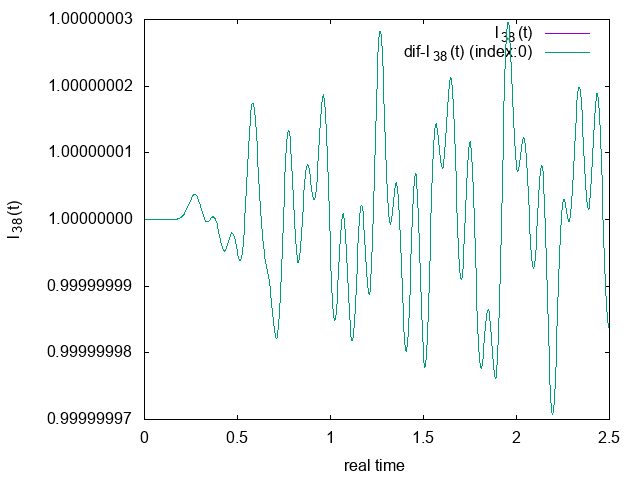 1.00000003
1.00000002
1.00000001
1.00000000
0.99999999
0.99999998
0.99999997
I38(t)
I38(t)
dif-I38(t) (index:0)
0 0.5 1 1.5 2 2.5
real time